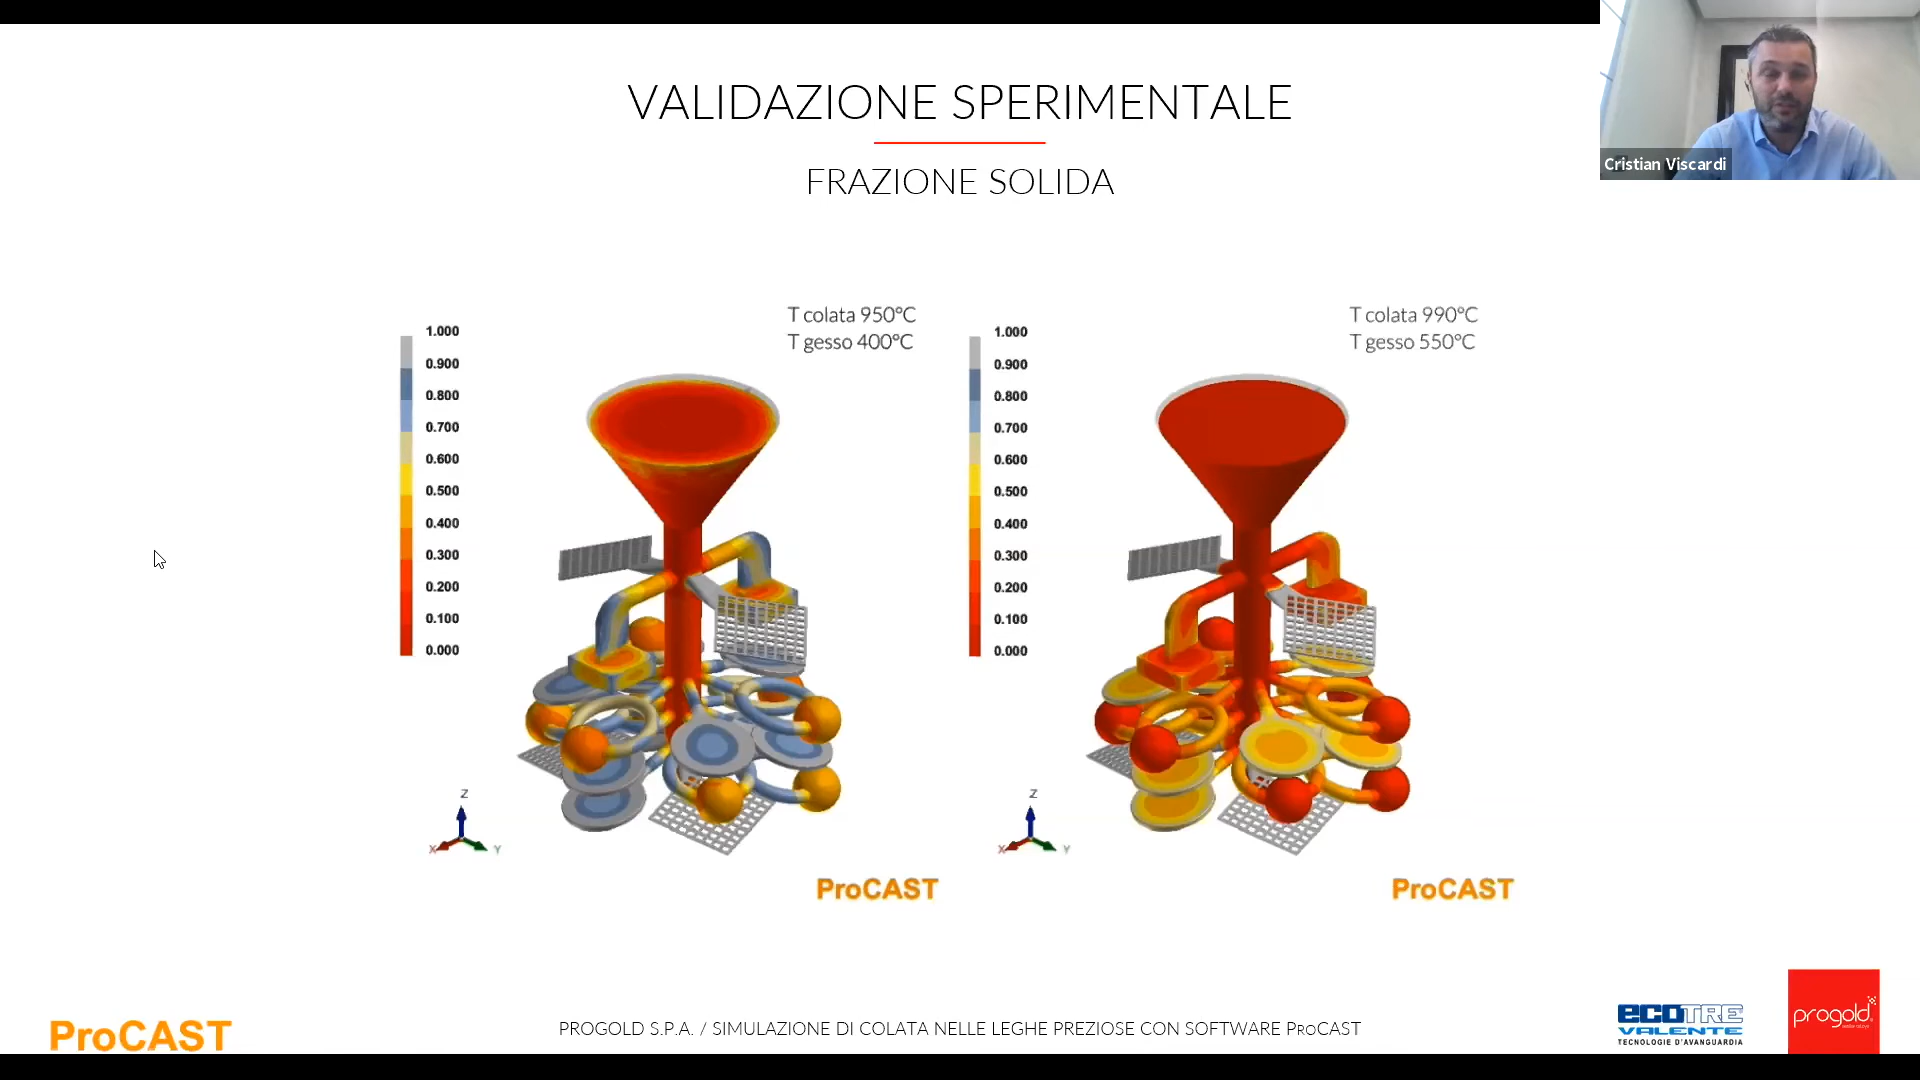 Cristian Viscardi
VALIDAZIONE SPERIMENTALE
FRAZIONE SOLIDA
T colata 950°C
T gesso 400°C
1.000
0.900
0.800
0.700
0.600
0.500
0.400
0.300
0.200
0.100
0.000
Z
X
Y
ProCAST
T colata 990°C
T gesso 550°C
1.000
0.900
0.800
0.700
0.600
0.500
0.400
0.300
0.200
0.100
0.000
Z
X
Y
ProCAST
ProCAST
PROGOLD S.P.A. / SIMULAZIONE DI COLATA NELLE LEGHE PREZIOSE CON SOFTWARE PROCAST
ECOTRE
VALENTE
TECNOLOGIE D'AVANGUARDIA
progold